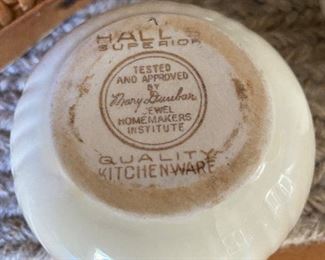 HALL'S
SUPERIOR
TESTED
AND APPROVED
BY
Mary Dunbar
JEWEL
HOMEMAKERS
INSTITUTE
QUALITY
KITCHENWARE